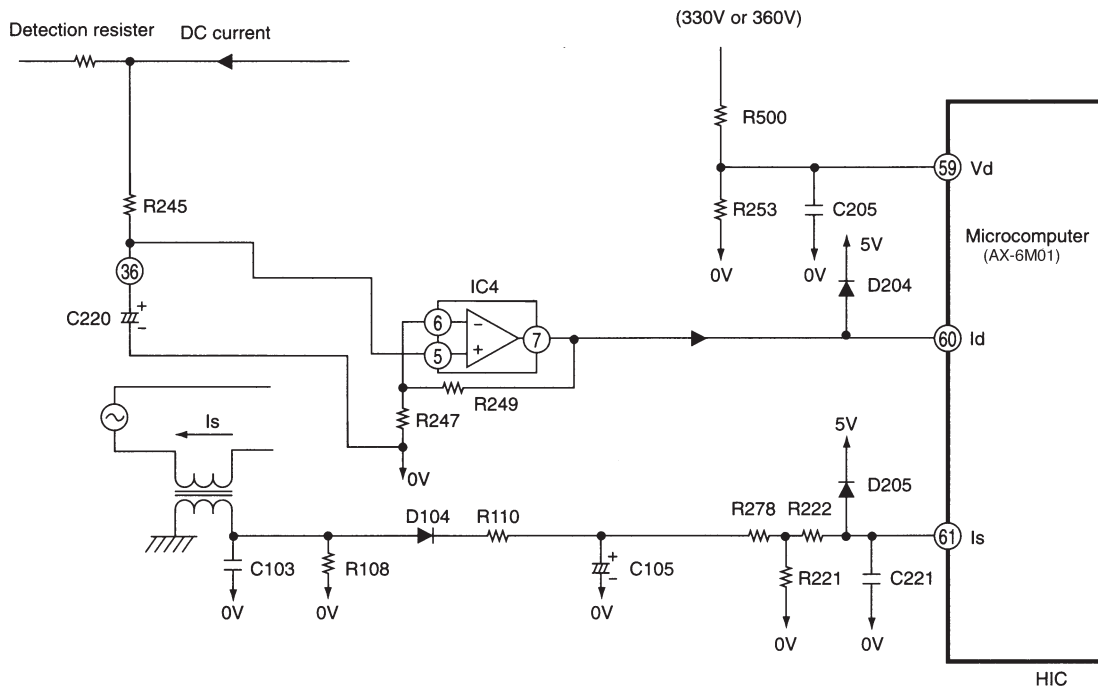 (330V or 360V)
Detection resister
DC current
R500
59
Vd
R245
R253
C205
Microcomputer
(AX-6M01)
5V
0V
0V
36
IC4
D204
C220
+
-
6
-
7
5
+
60
Id
R249
Is
R247
5V
0V
D205
D104
R110
R278
R222
61
Is
C103
R108
+
-
C105
R221
C221
0V
0V
0V
0V
HIC